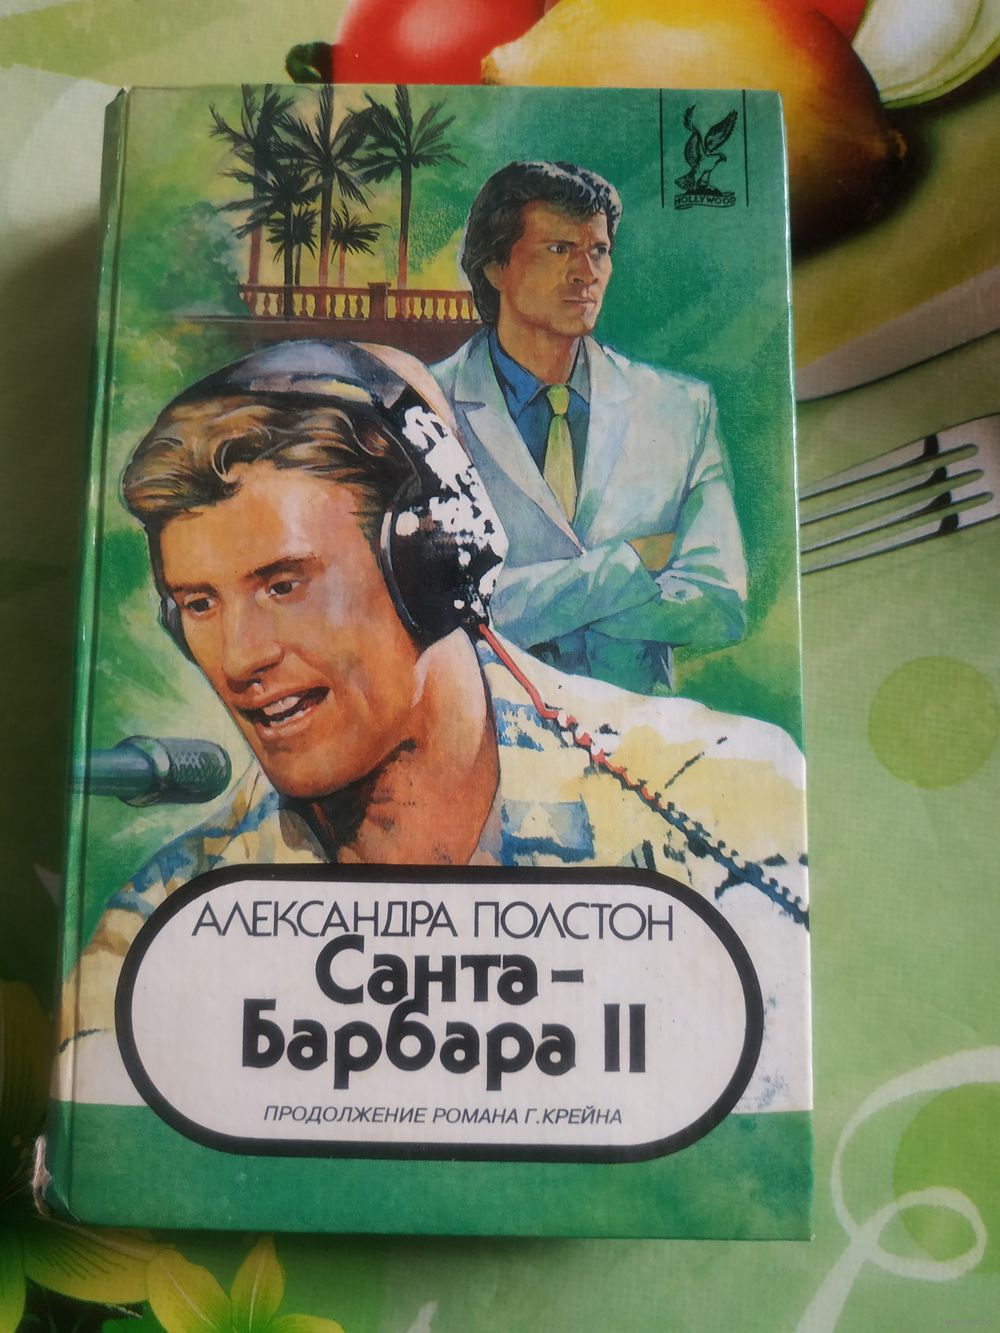 HOLLYWOOD
АЛЕКСАНДРА ПОЛСТОН
Санта-
Барбара II
ПРОДОЛЖЕНИЕ РОМАНА Г. КРЕЙНА